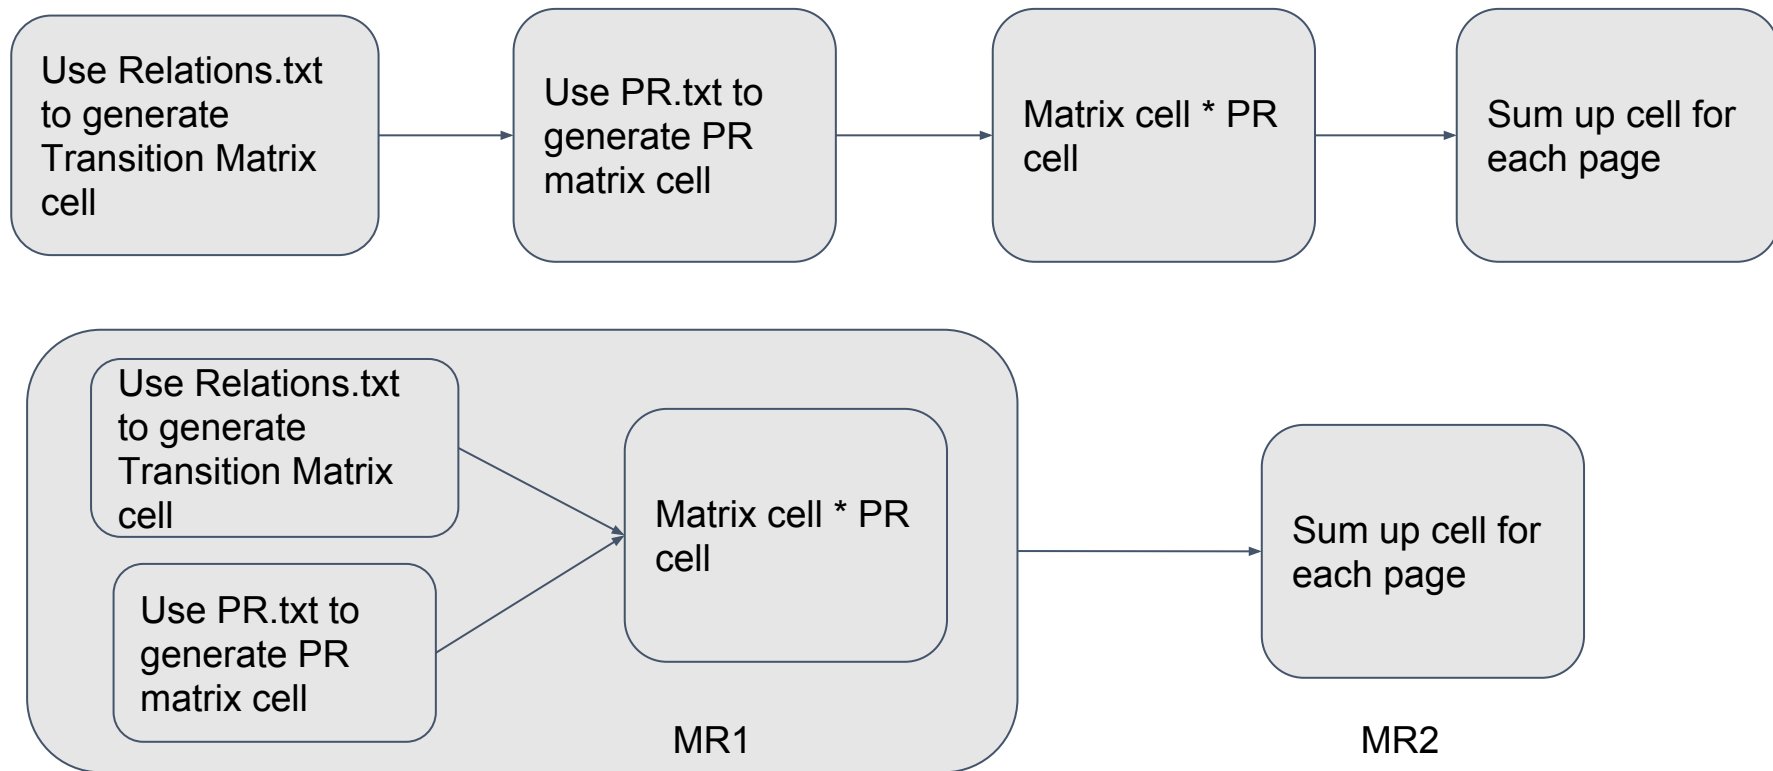 Use Relations.txt
to generate
Transition Matrix
cell
Use PR.txt to
generate PR
matrix cell
Matrix cell * PR
cell
Sum up cell for
each page
Use Relations.txt
to generate
Transition Matrix
cell
Use PR.txt to
generate PR
matrix cell
Matrix cell * PR
cell
MR1
Sum up cell for
each page
MR2